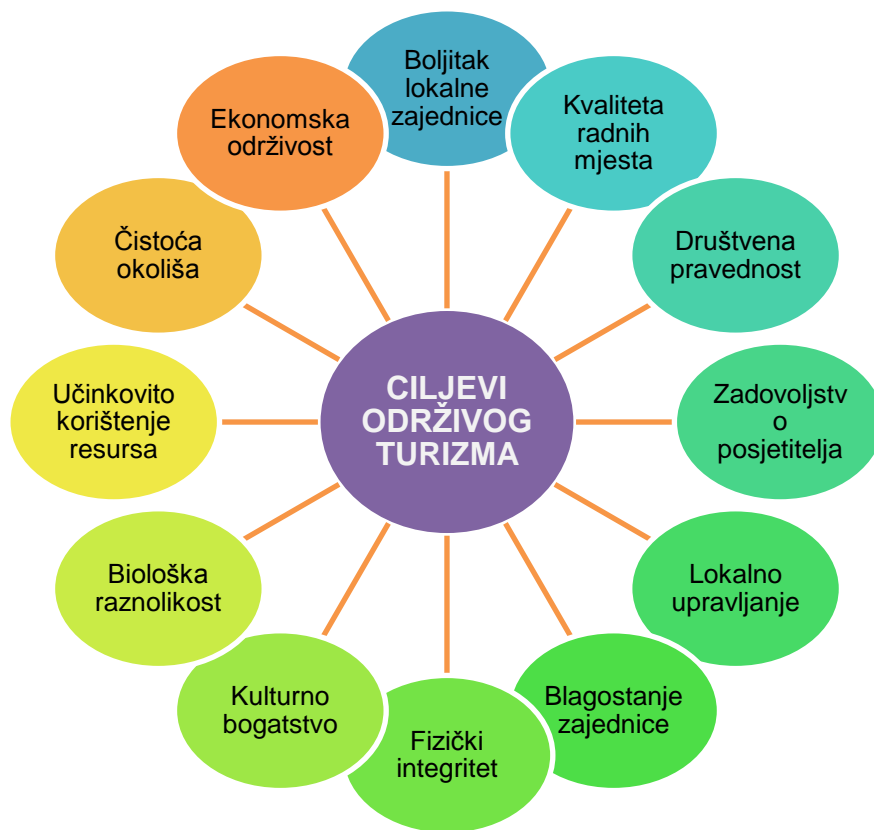 Boljitak
lokalne
zajednice
Kvaliteta
radnih
mjesta
Društvena
pravednost
Zadovoljstv
o
posjetitelja
Lokalno
upravljanje
Blagostanje
zajednice
Fizički
integritet
Kulturno
bogatstvo
Biološka
raznolikost
Učinkovito
korištenje
resursa
Čistoća
okoliša
Ekonomska
održivost
CILJEVI
ODRŽIVOG
TURIZMA